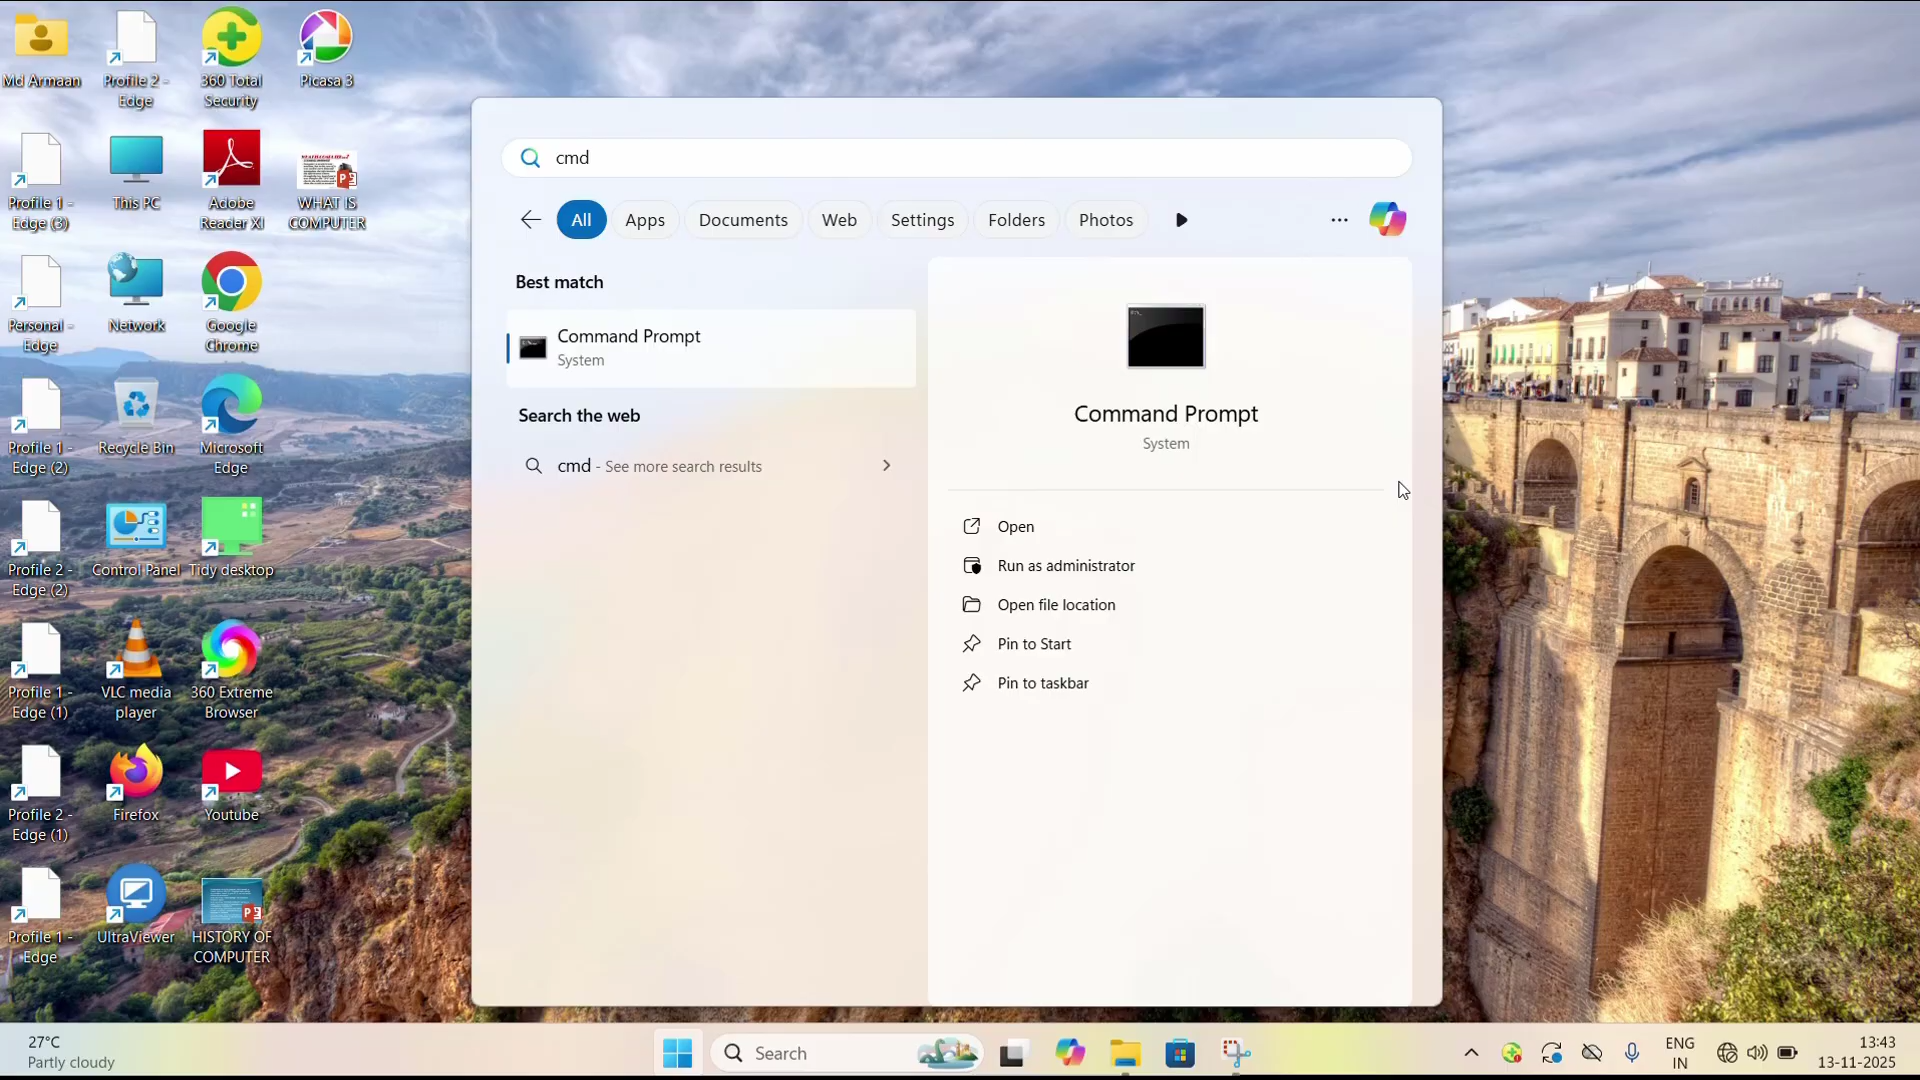 Md Armaan
Profile 2 -
Edge
360 Total
Security
Picasa 3
Profile 1 -
Edge (3)
This PC
Adobe
Reader XI
WHAT IS
COMPUTER
Personal -
Edge
Network
Google
Chrome
Profile 1 -
Edge (2)
Recycle Bin
Microsoft
Edge
Profile 2 -
Edge (2)
Control Panel
Tidy desktop
Profile 1 -
Edge (1)
VLC media
player
360 Extreme
Browser
Profile 2 -
Edge (1)
Firefox
Youtube
Profile 1 -
Edge
UltraViewer
HISTORY OF
COMPUTER
cmd
All
Apps
Documents
Web
Settings
Folders
Photos
Best match
Command Prompt
System
Search the web
cmd - See more search results
Command Prompt
System
Open
Run as administrator
Open file location
Pin to Start
Pin to taskbar
27°C
Partly cloudy
Search
ENG
IN
13:43
13-11-2025